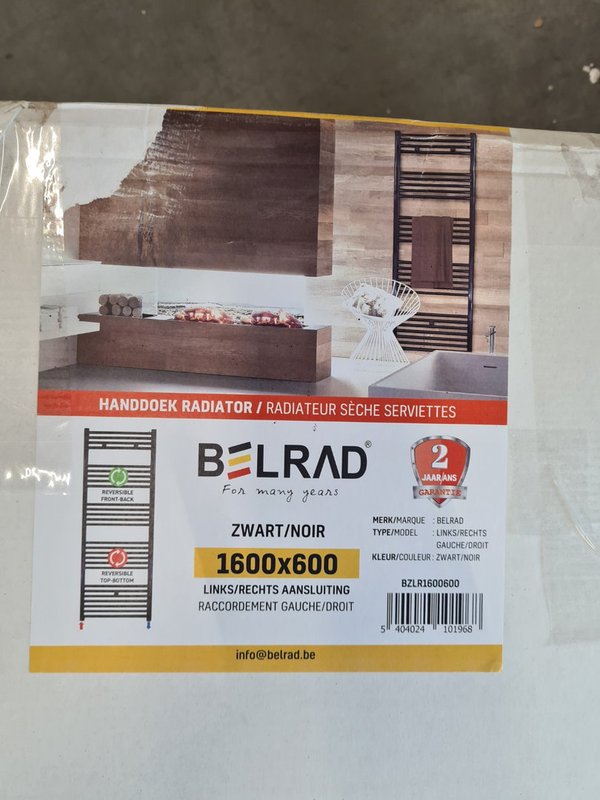 HANDDOEK RADIATOR / RADIATEUR SÈCHE SERVIETTES
REVERSIBLE
FRONT-BACK
REVERSIBLE
TOP-BOTTOM
BELRAD®
For many years
ZWART/NOIR
1600x600
LINKS/RECHTS AANSLUITING
RACCORDEMENT GAUCHE/DROIT
2
JAAR/ANS
GARANTIE
MERK/MARQUE : BELRAD
TYPE/MODEL : LINKS/RECHTS
GAUCHE/DROIT
KLEUR/COULEUR : ZWART/NOIR
BZLR1600600
5 404024 101968
info@belrad.be